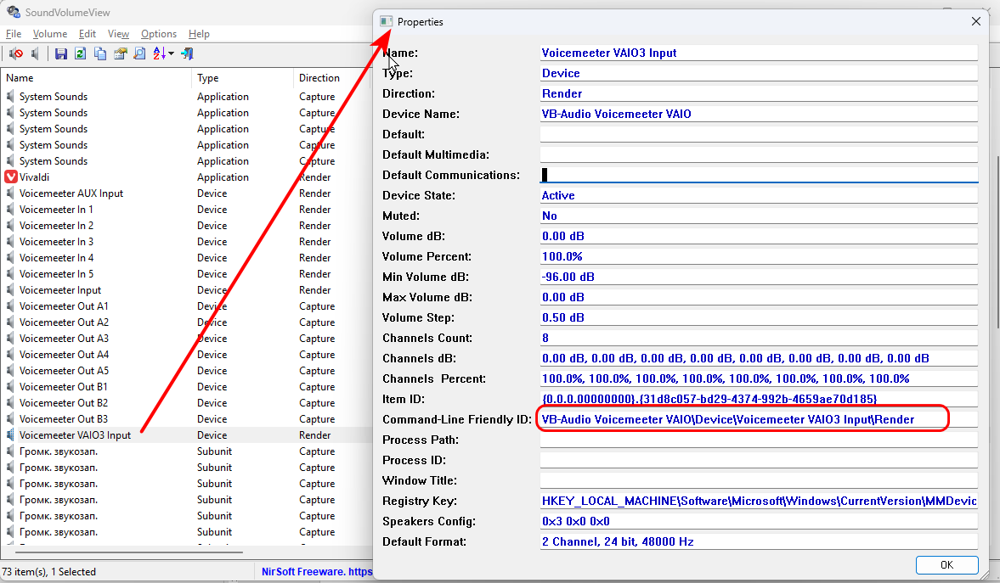 SoundVolumeView
File Volume Edit View Options Help
Name Type Direction
System Sounds Application Capture
System Sounds Application Capture
System Sounds Application Capture
System Sounds Application Capture
System Sounds Application Capture
Vivaldi Application Render
Voicemeeter AUX Input Device Render
Voicemeeter In 1 Device Render
Voicemeeter In 2 Device Render
Voicemeeter In 3 Device Render
Voicemeeter In 4 Device Render
Voicemeeter In 5 Device Render
Voicemeeter Input Device Render
Voicemeeter Out A1 Device Capture
Voicemeeter Out A2 Device Capture
Voicemeeter Out A3 Device Capture
Voicemeeter Out A4 Device Capture
Voicemeeter Out A5 Device Capture
Voicemeeter Out B1 Device Capture
Voicemeeter Out B2 Device Capture
Voicemeeter Out B3 Device Capture
Voicemeeter VAIO3 Input Device Render
Громк. звукозап. Subunit Capture
Громк. звукозап. Subunit Capture
Громк. звукозап. Subunit Capture
Громк. звукозап. Subunit Capture
Громк. звукозап. Subunit Capture
Громк. звукозап. Subunit Capture
73 item(s), 1 Selected
NirSoft Freeware. https
Properties
Name: Voicemeeter VAIO3 Input
Type: Device
Direction: Render
Device Name: VB-Audio Voicemeeter VAIO
Default:
Default Multimedia:
Default Communications:
Device State: Active
Muted: No
Volume dB: 0.00 dB
Volume Percent: 100.0%
Min Volume dB: -96.00 dB
Max Volume dB: 0.00 dB
Volume Step: 0.50 dB
Channels Count: 8
Channels dB: 0.00 dB, 0.00 dB, 0.00 dB, 0.00 dB, 0.00 dB, 0.00 dB, 0.00 dB, 0.00 dB
Channels Percent: 100.0%, 100.0%, 100.0%, 100.0%, 100.0%, 100.0%, 100.0%, 100.0%
Item ID: {0.0.0.00000000}.{31d8c057-bd29-4374-992b-4659ae70d185}
Command-Line Friendly ID: VB-Audio Voicemeeter VAIO\Device\Voicemeeter VAIO3 Input\Render
Process Path:
Process ID:
Window Title:
Registry Key: HKEY_LOCAL_MACHINE\Software\Microsoft\Windows\CurrentVersion\MMDevic
Speakers Config: 0x3 0x0 0x0
Default Format: 2 Channel, 24 bit, 48000 Hz
OK